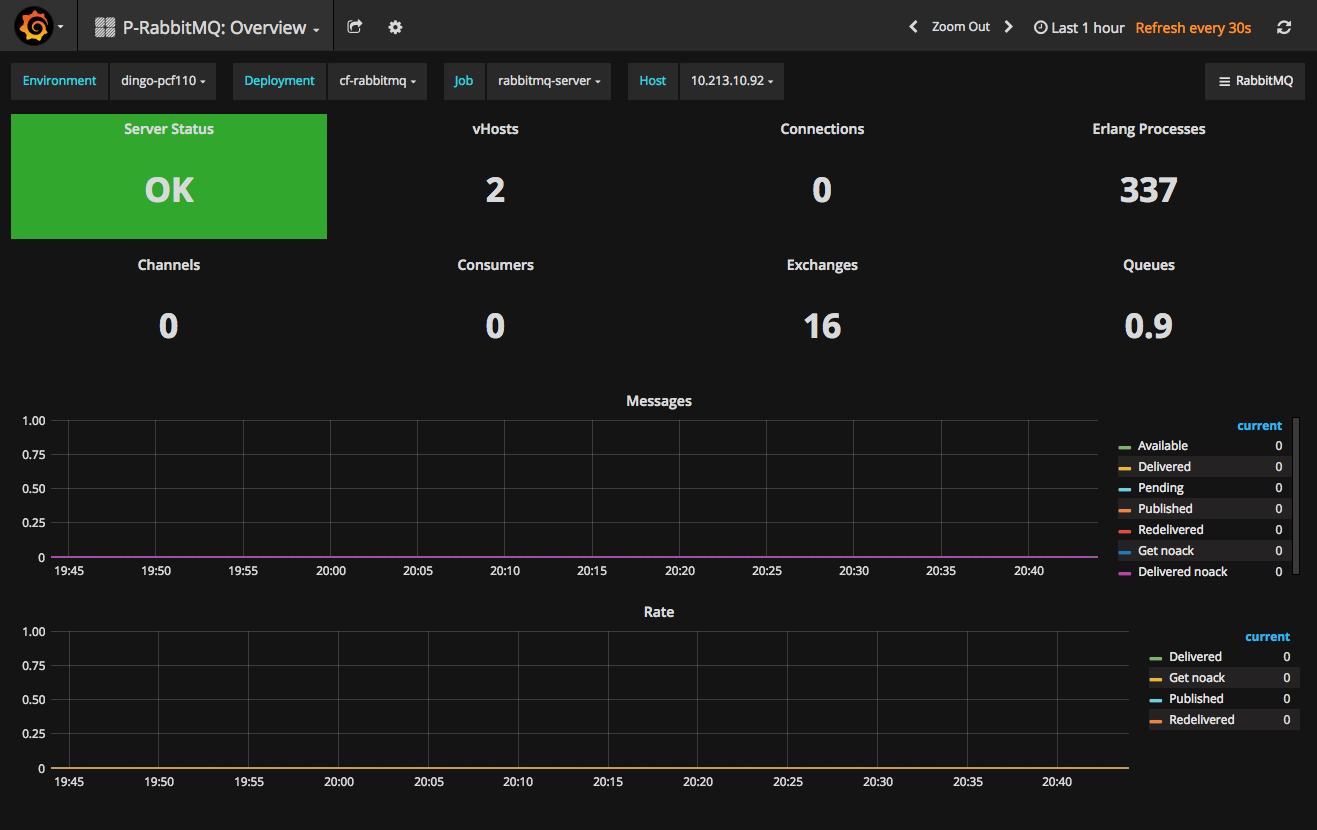 P-RabbitMQ: Overview
Zoom Out
Last 1 hour
Refresh every 30s
Environment
dingo-pcf110
Deployment
cf-rabbitmq
Job
rabbitmq-server
Host
10.213.10.92
RabbitMQ
Server Status
OK
vHosts
2
Connections
0
Erlang Processes
337
Channels
0
Consumers
0
Exchanges
16
Queues
0.9
Messages
1.00
0.75
0.50
0.25
0
19:45 19:50 19:55 20:00 20:05 20:10 20:15 20:20 20:25 20:30 20:35 20:40
current
Available 0
Delivered 0
Pending 0
Published 0
Redelivered 0
Get noack 0
Delivered noack 0
Rate
1.00
0.75
0.50
0.25
0
19:45 19:50 19:55 20:00 20:05 20:10 20:15 20:20 20:25 20:30 20:35 20:40
current
Delivered 0
Get noack 0
Published 0
Redelivered 0